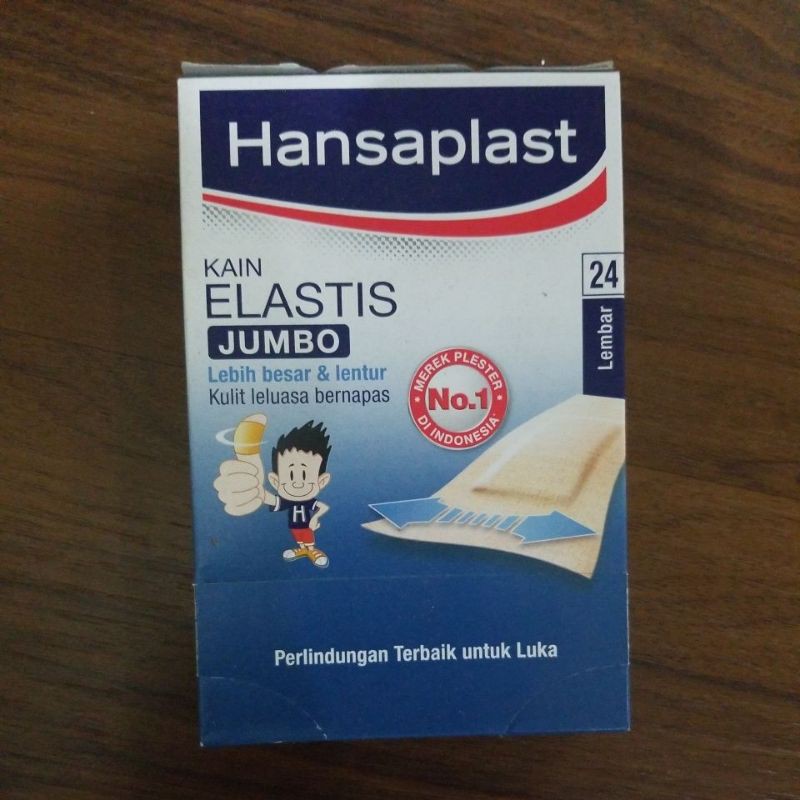 Hansaplast
KAIN
ELASTIS
JUMBO
Lebih besar & lentur
Kulit leluasa bernapas
24
Lembar
MEREK PLESTER
No.1
DI INDONESIA
H
Perlindungan Terbaik untuk Luka